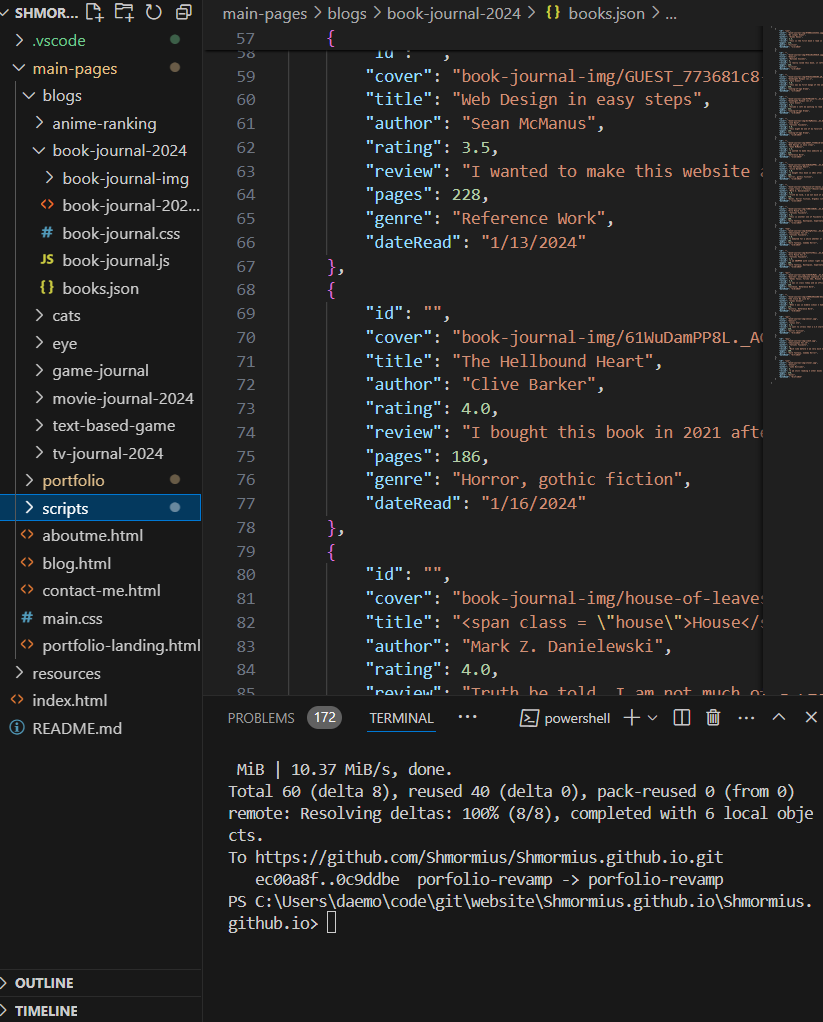 SHMOR...
.vscode
main-pages
blogs
anime-ranking
book-journal-2024
book-journal-img
book-journal-202...
book-journal.css
JS book-journal.js
{} books.json
cats
eye
game-journal
movie-journal-2024
text-based-game
tv-journal-2024
portfolio
scripts
aboutme.html
blog.html
contact-me.html
# main.css
portfolio-landing.html
resources
index.html
README.md
OUTLINE
TIMELINE
main-pages > blogs > book-journal-2024 > {} books.json > ...
57 {
58 "id": "",
59 "cover": "book-journal-img/GUEST_773681c8-
60 "title": "Web Design in easy steps",
61 "author": "Sean McManus",
62 "rating": 3.5,
63 "review": "I wanted to make this website a
64 "pages": 228,
65 "genre": "Reference Work",
66 "dateRead": "1/13/2024"
67 },
68 {
69 "id": "",
70 "cover": "book-journal-img/61WuDamPP8L._AC
71 "title": "The Hellbound Heart",
72 "author": "Clive Barker",
73 "rating": 4.0,
74 "review": "I bought this book in 2021 afte
75 "pages": 186,
76 "genre": "Horror, gothic fiction",
77 "dateRead": "1/16/2024"
78 },
79 {
80 "id": "",
81 "cover": "book-journal-img/house-of-leaves
82 "title": "<span class = \"house\">House</s
83 "author": "Mark Z. Danielewski",
84 "rating": 4.0,
85 "review": "Truth be told, I am not much of
PROBLEMS 172 TERMINAL ... powershell
MiB | 10.37 MiB/s, done.
Total 60 (delta 8), reused 40 (delta 0), pack-reused 0 (from 0)
remote: Resolving deltas: 100% (8/8), completed with 6 local obje
cts.
To https://github.com/Shmormius/Shmormius.github.io.git
ec00a8f..0c9ddbe porfolio-revamp -> porfolio-revamp
PS C:\Users\daemo\code\git\website\Shmormius.github.io\Shmormius.
github.io>